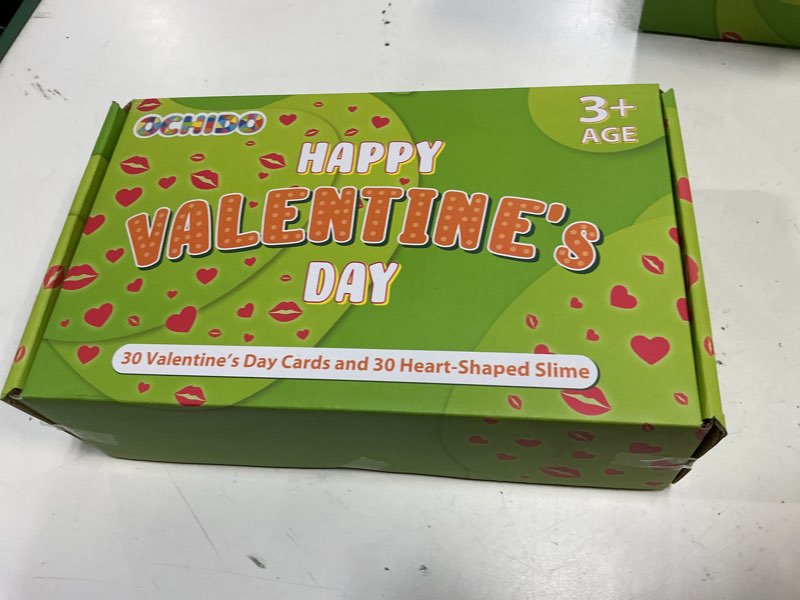 OCHIDO
3+
AGE
HAPPY
VALENTINE'S
DAY
30 Valentine's Day Cards and 30 Heart-Shaped Slime